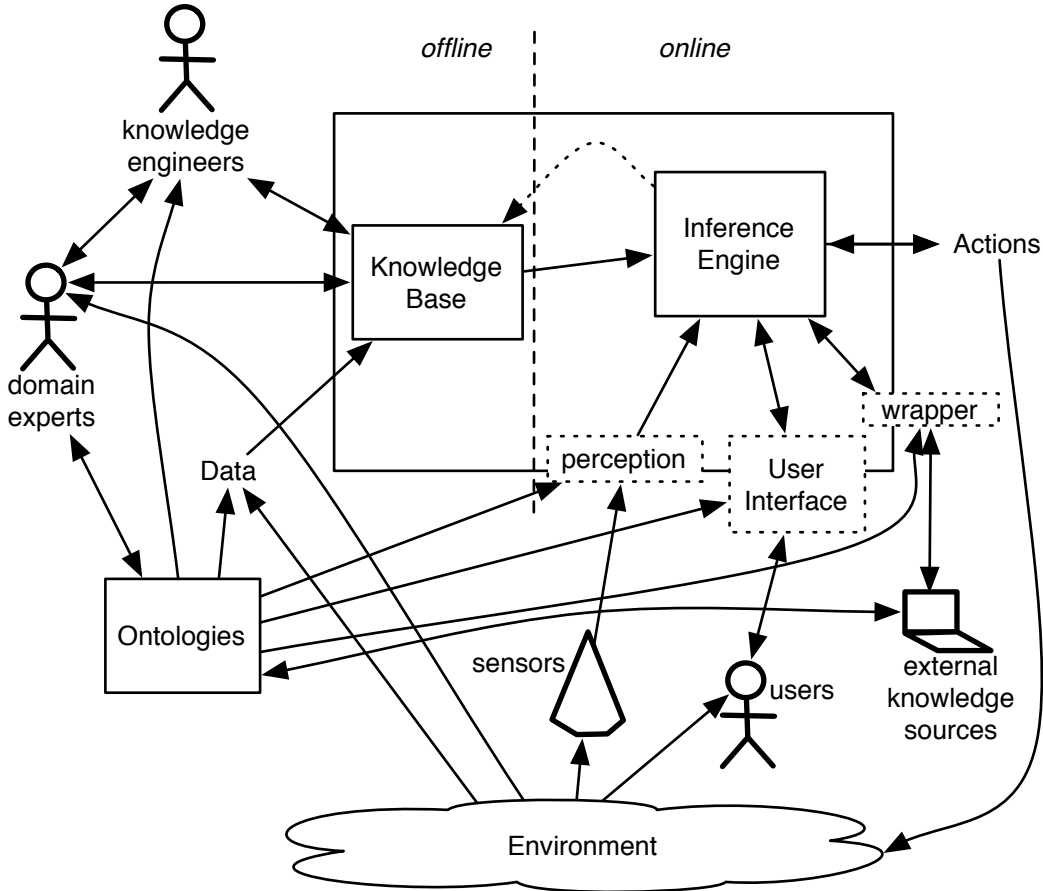 offline
online
knowledge
engineers
Inference
Engine
Actions
Knowledge
Base
domain
experts
wrapper
perception
Data
User
Interface
Ontologies
sensors
users
external
knowledge
sources
Environment